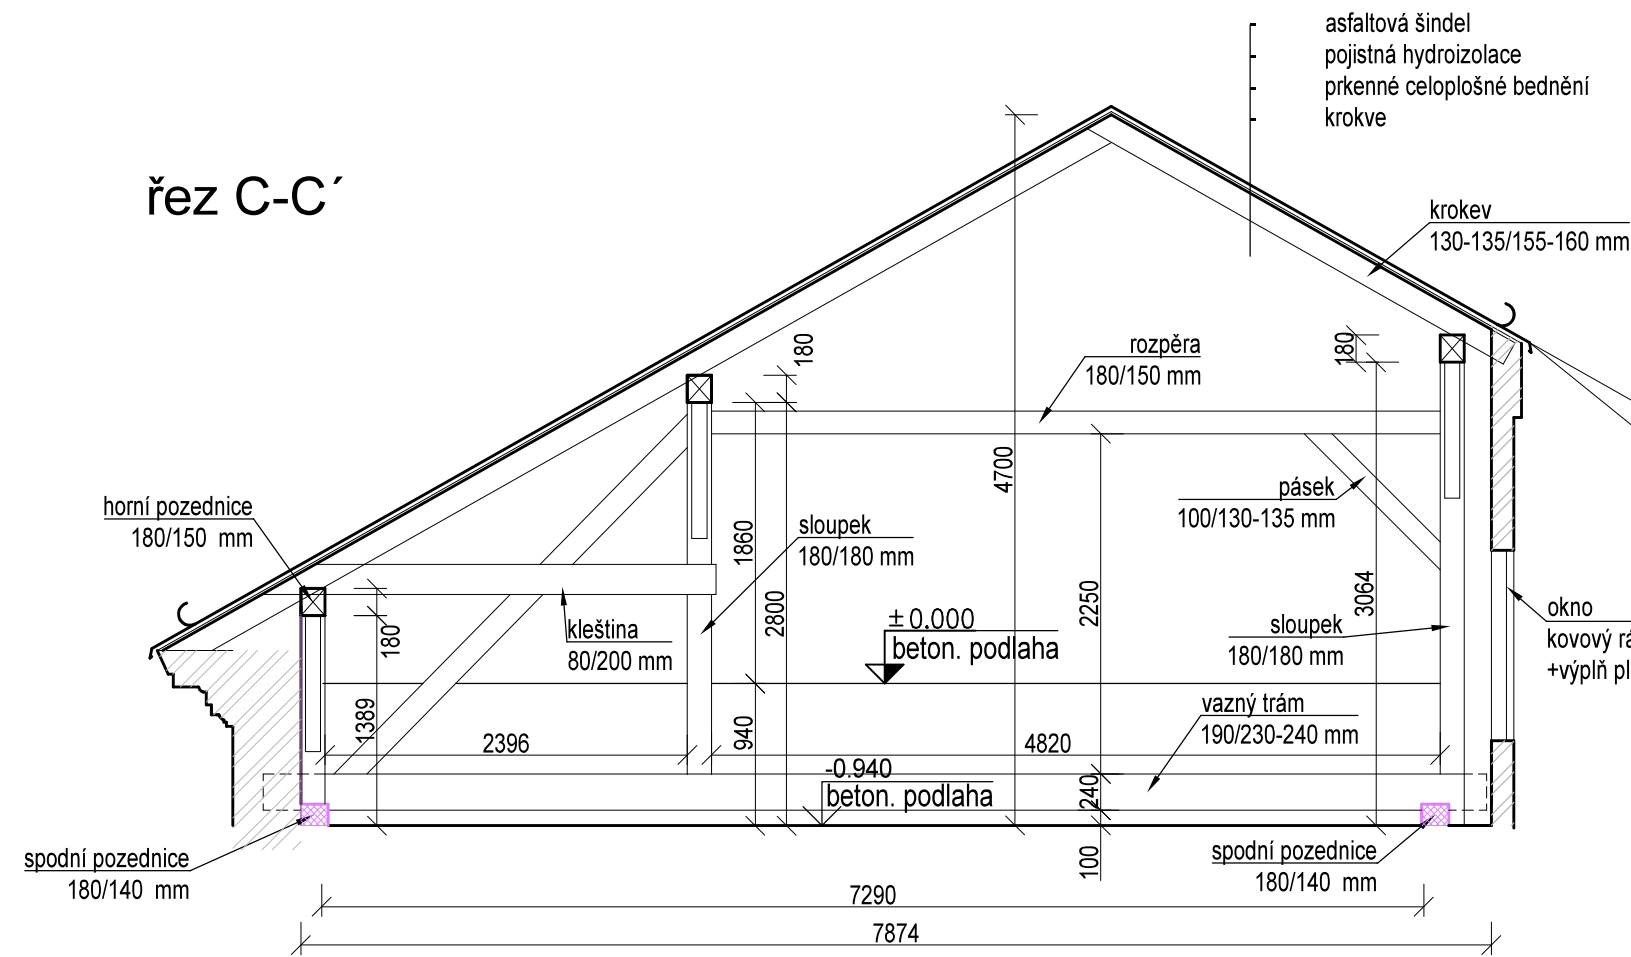 asfaltová šindel
pojistná hydroizolace
prkenné celoplošné bednění
krokve
řez C-C´
krokev
130-135/155-160 mm
rozpěra
180/150 mm
180
180
4700
horní pozednice
180/150 mm
pásek
100/130-135 mm
sloupek
180/180 mm
1860
2800
2250
3064
okno
kovový rá
+výplň pl
kleština
80/200 mm
180
±0.000
beton. podlaha
sloupek
180/180 mm
1389
940
vazný trám
190/230-240 mm
2396
4820
-0.940
beton. podlaha
240
100
spodní pozednice
180/140 mm
spodní pozednice
180/140 mm
7290
7874